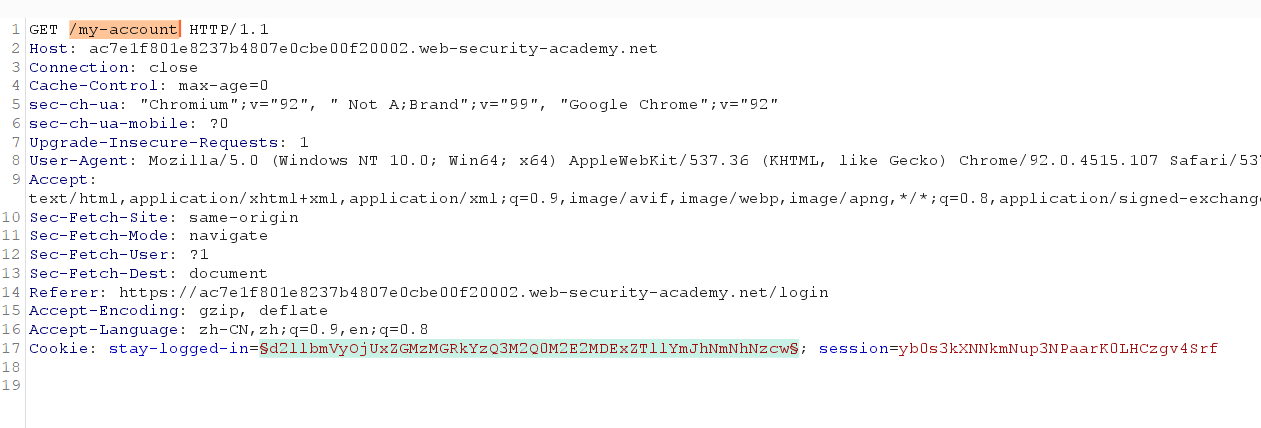 1 GET /my-account HTTP/1.1
2 Host: ac7e1f801e8237b4807e0cbe00f20002.web-security-academy.net
3 Connection: close
4 Cache-Control: max-age=0
5 sec-ch-ua: "Chromium";v="92", " Not A;Brand";v="99", "Google Chrome";v="92"
6 sec-ch-ua-mobile: ?0
7 Upgrade-Insecure-Requests: 1
8 User-Agent: Mozilla/5.0 (Windows NT 10.0; Win64; x64) AppleWebKit/537.36 (KHTML, like Gecko) Chrome/92.0.4515.107 Safari/537
9 Accept:
text/html,application/xhtml+xml,application/xml;q=0.9,image/avif,image/webp,image/apng,*/*;q=0.8,application/signed-exchange
10 Sec-Fetch-Site: same-origin
11 Sec-Fetch-Mode: navigate
12 Sec-Fetch-User: ?1
13 Sec-Fetch-Dest: document
14 Referer: https://ac7e1f801e8237b4807e0cbe00f20002.web-security-academy.net/login
15 Accept-Encoding: gzip, deflate
16 Accept-Language: zh-CN,zh;q=0.9,en;q=0.8
17 Cookie: stay-logged-in=§d2llbmVyOjUxZGMzMGRkYzQ3M2Q0M2E2MDExZTllYmJhNmNhNzcw§; session=yb0s3kXNNkmNup3NPaarK0LHCzgv4Srf
18
19